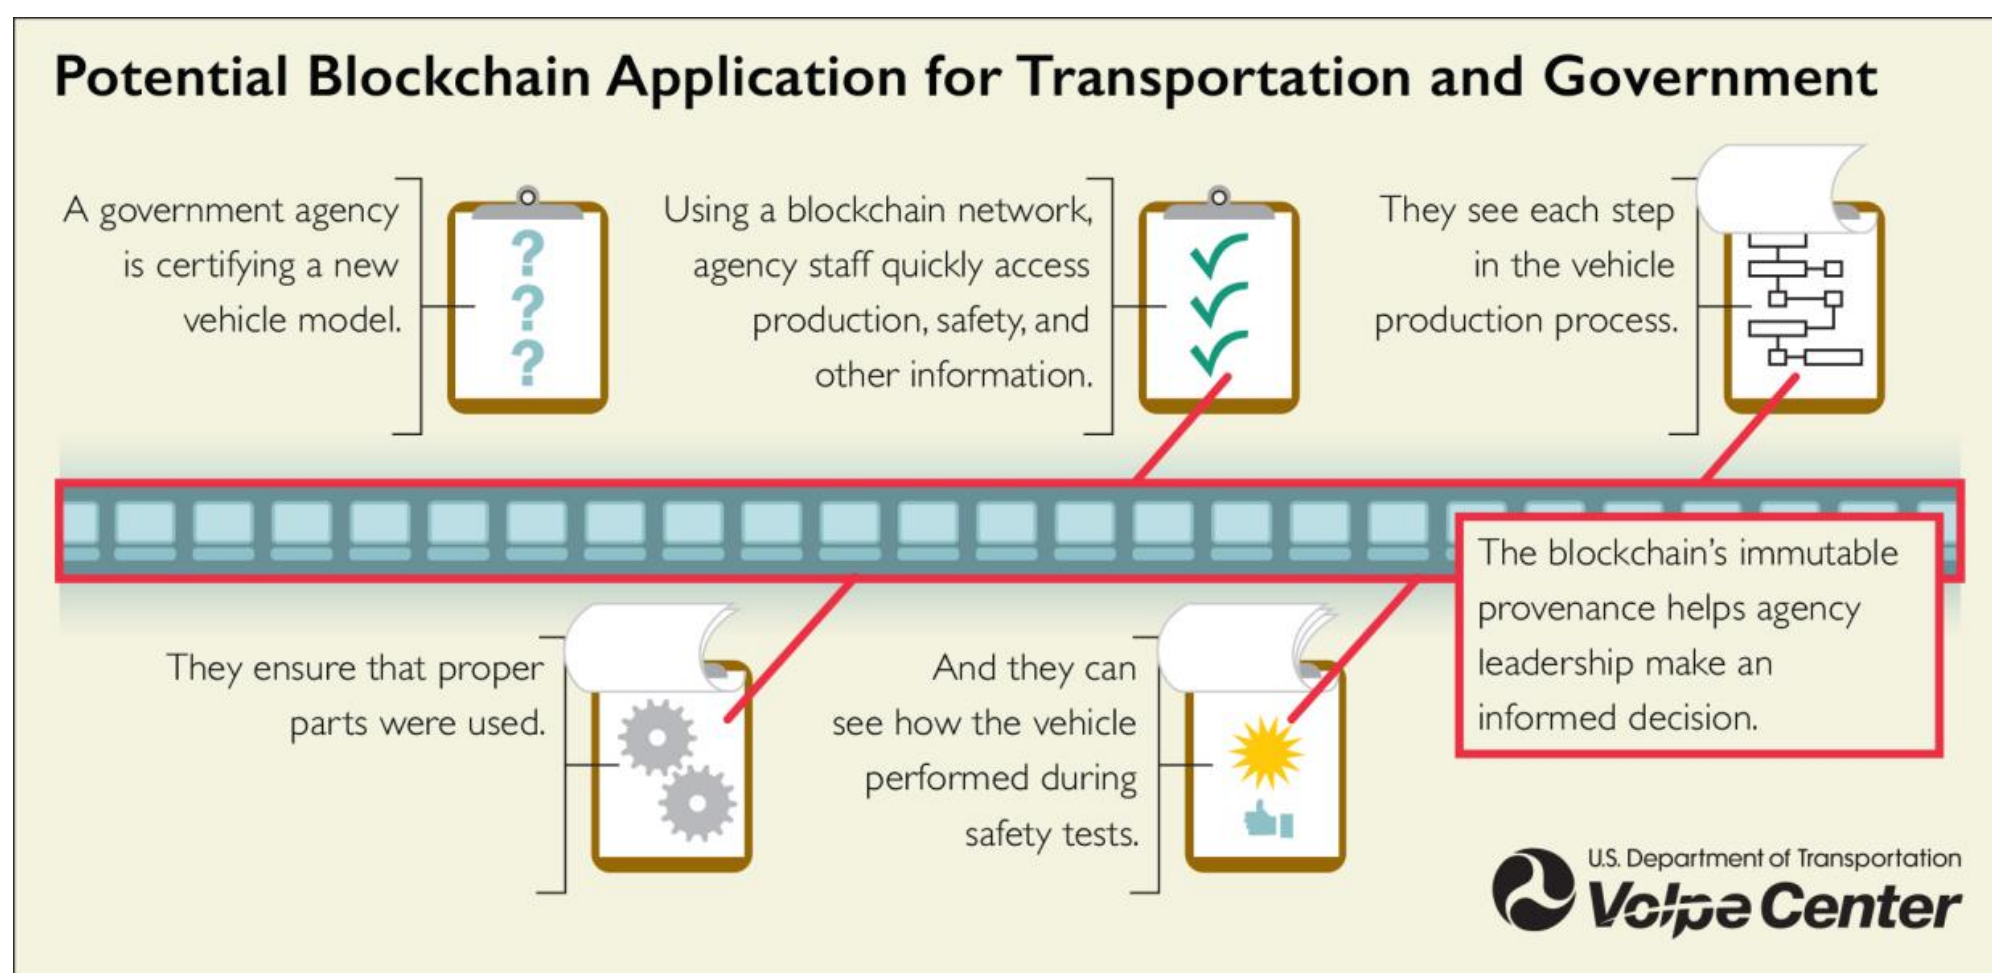 Potential Blockchain Application for Transportation and Government
A government agency
is certifying a new
vehicle model.
?
?
?
Using a blockchain network,
agency staff quickly access
production, safety, and
other information.
They see each step
in the vehicle
production process.
They ensure that proper
parts were used.
And they can
see how the vehicle
performed during
safety tests.
The blockchain's immutable
provenance helps agency
leadership make an
informed decision.
U.S. Department of Transportation
Volpe Center